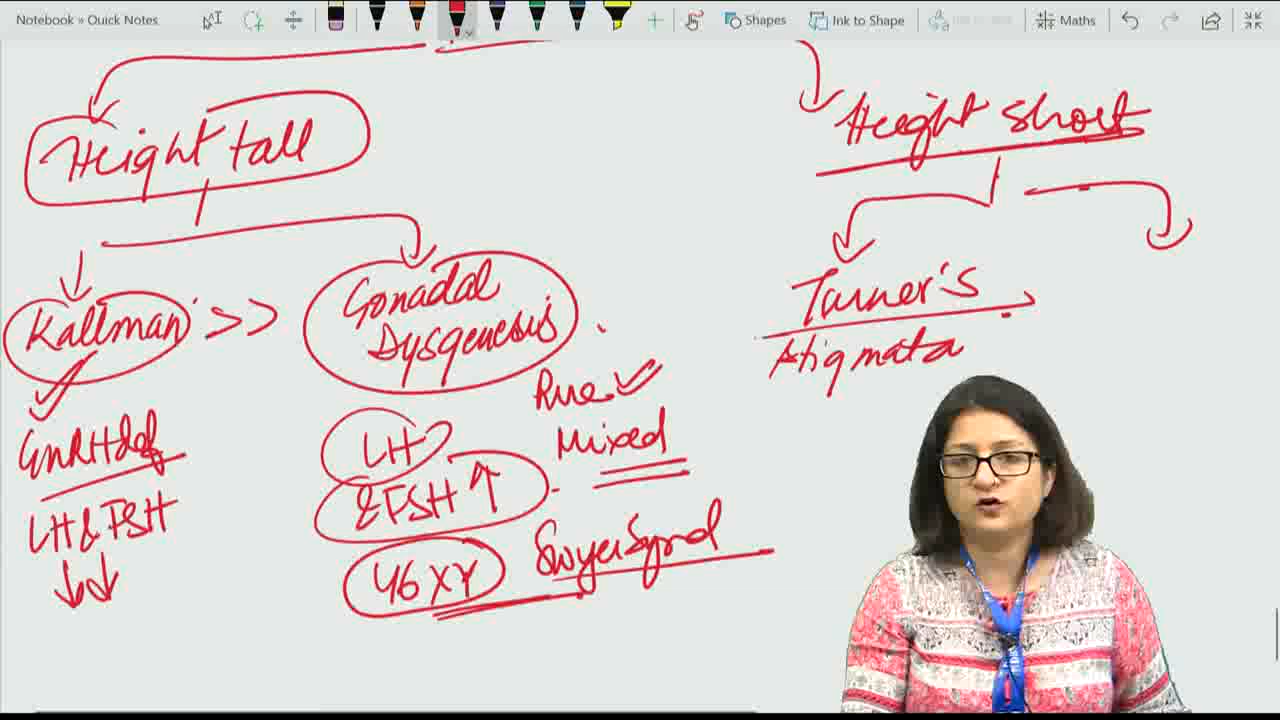 Notebook » Quick Notes
Shapes
Ink to Shape
Maths
Height tall
Height short
Kallman >> Gonadal
Dysgenesis
Turner's
stigmata
Pure
Mixed
GnRH def
LH & FSH
↓d↓
LH
& FSH ↑
46 XY
Swyer Synd